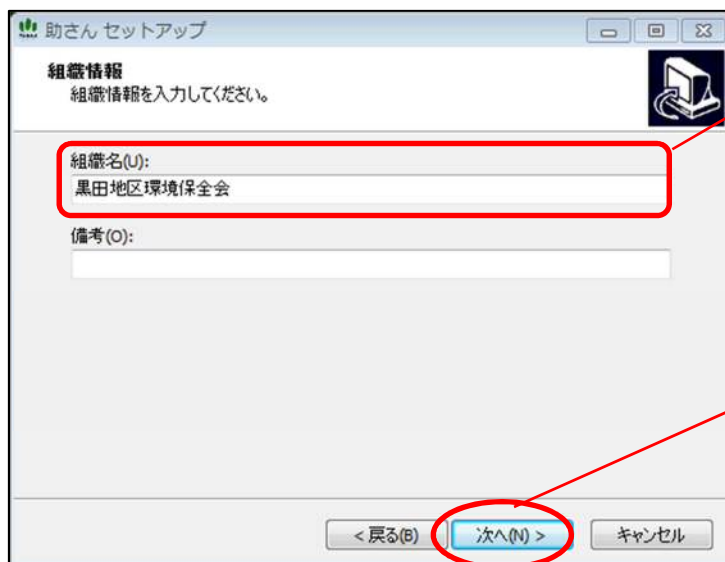 助さん セットアップ
組織情報
組織情報を入力してください。
組織名(U):
黒田地区環境保全会
備考(O):
< 戻る(B)
次へ(N) >
キャンセル